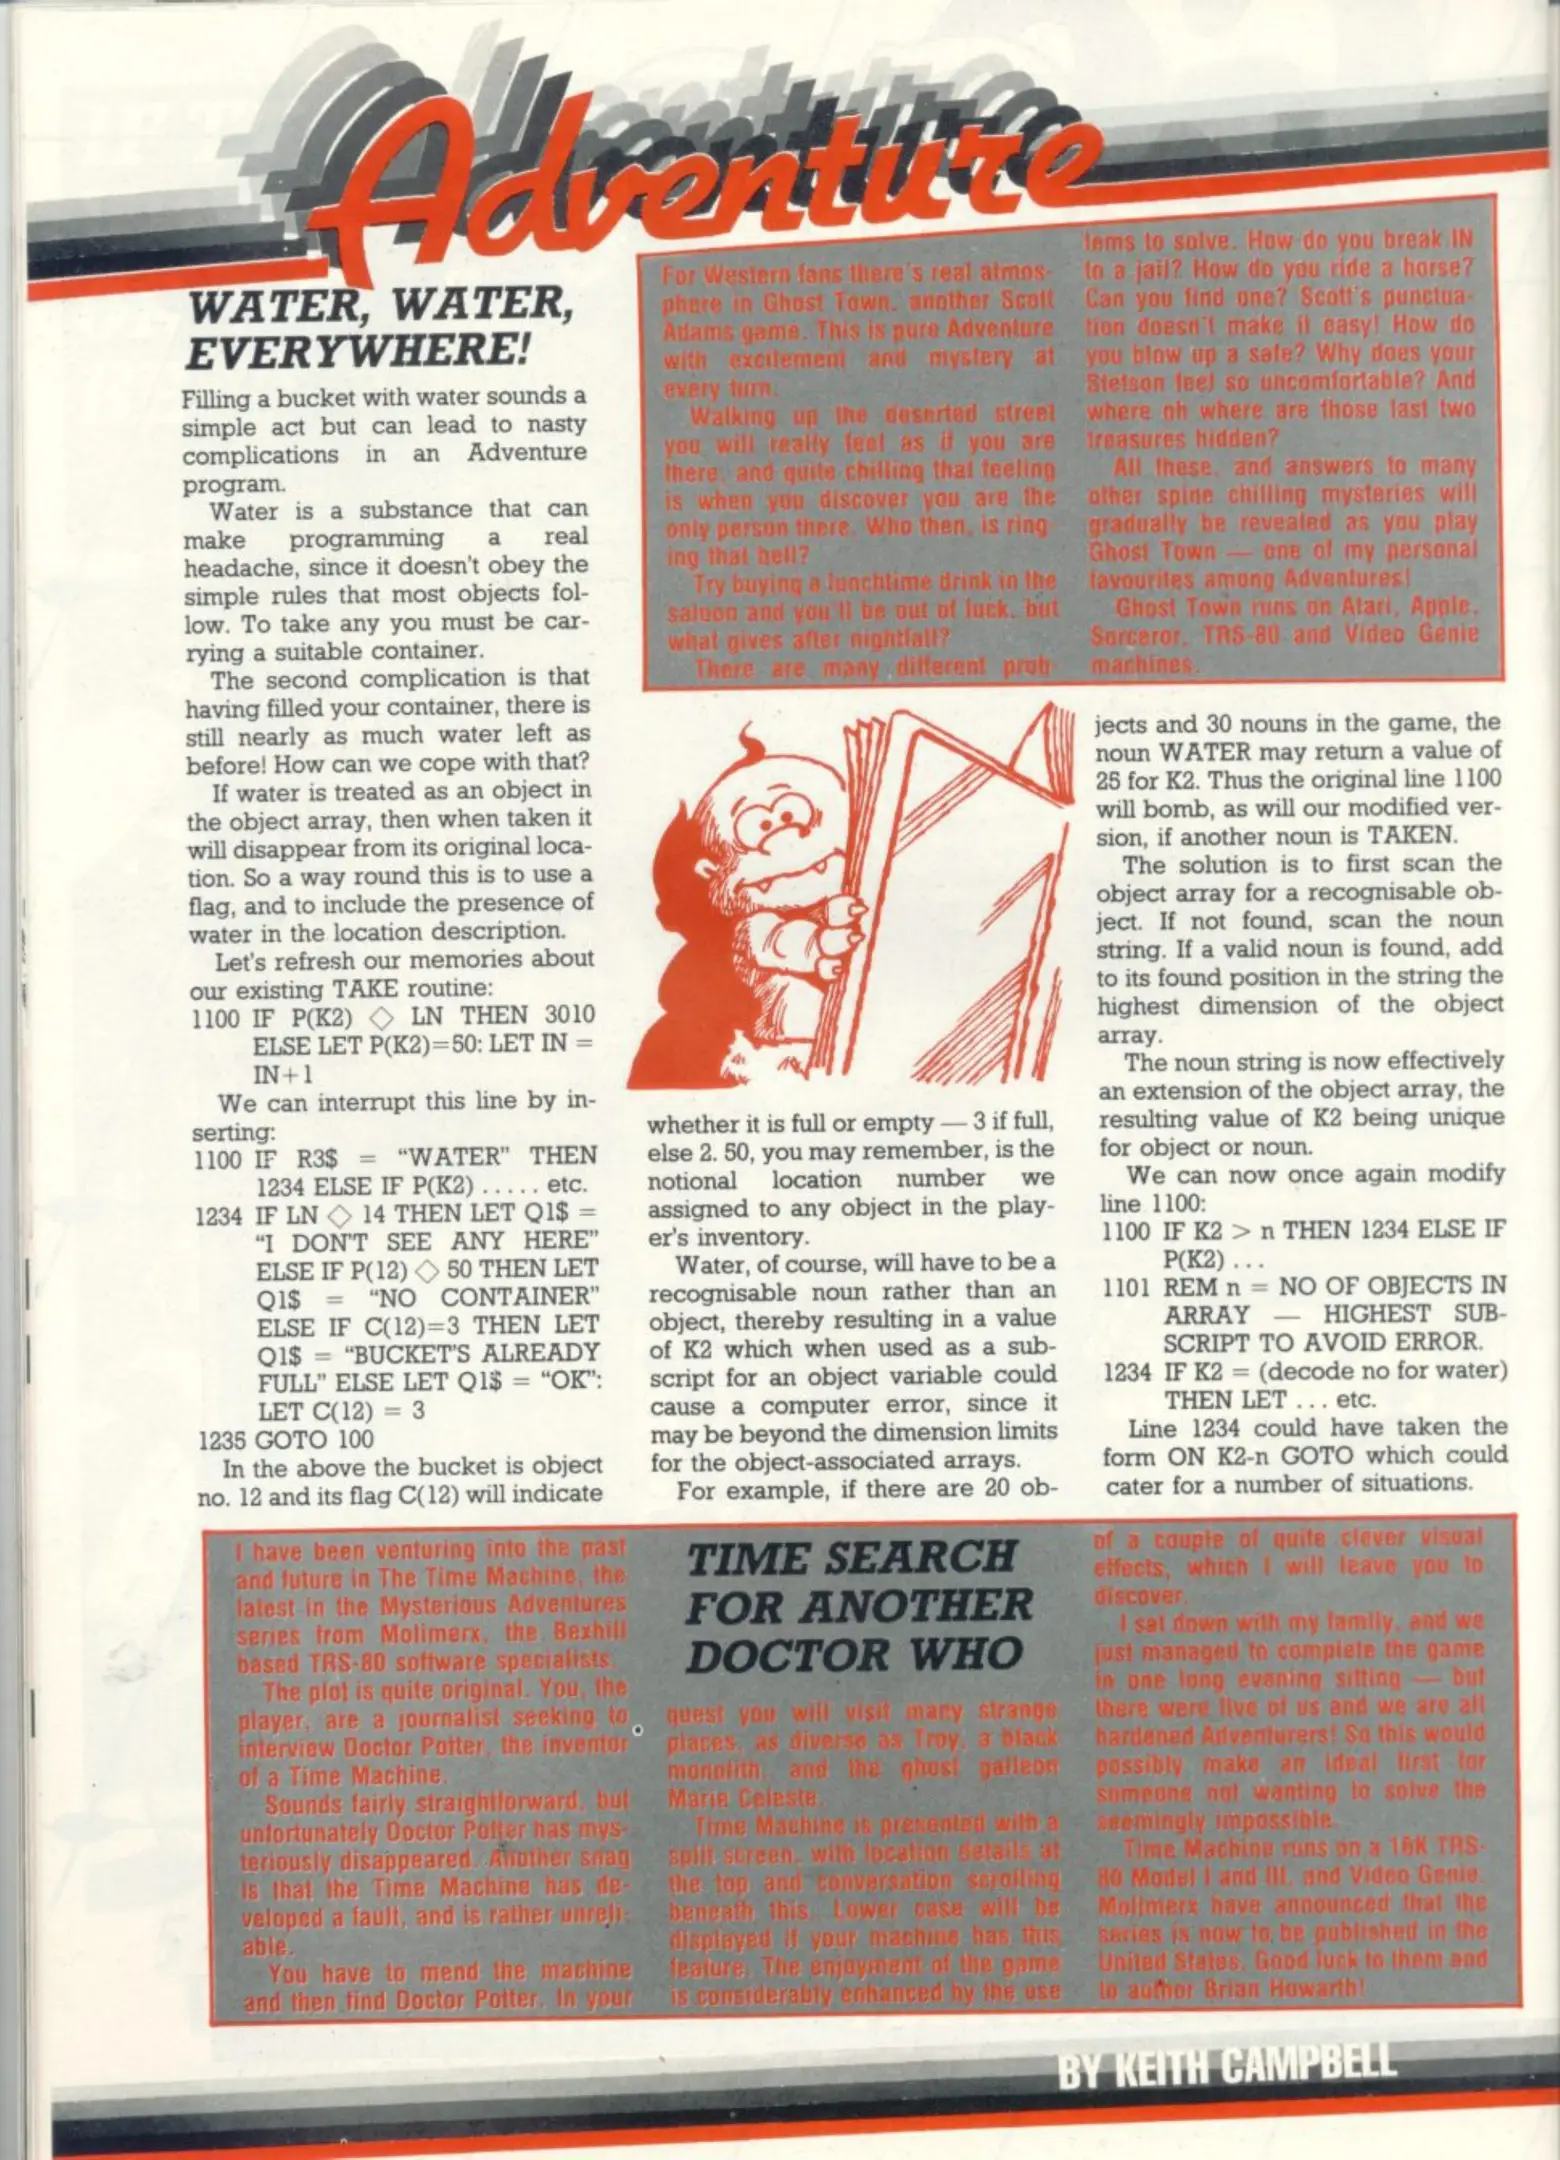 Adventure
WATER, WATER,
EVERYWHERE!
Filling a bucket with water sounds a
simple act but can lead to nasty
complications in an Adventure
program.
Water is a substance that can
make programming a real
headache, since it doesn't obey the
simple rules that most objects fol-
low. To take any you must be car-
rying a suitable container.
The second complication is that
having filled your container, there is
still nearly as much water left as
before! How can we cope with that?
If water is treated as an object in
the object array, then when taken it
will disappear from its original loca-
tion. So a way round this is to use a
flag, and to include the presence of
water in the location description.
Let's refresh our memories about
our existing TAKE routine:
1100 IF P(K2) <> LN THEN 3010
ELSE LET P(K2)=50: LET IN =
IN+1
We can interrupt this line by in-
serting:
1100 IF R3$ = "WATER" THEN
1234 ELSE IF P(K2) ..... etc.
1234 IF LN <> 14 THEN LET Q1$ =
"I DON'T SEE ANY HERE"
ELSE IF P(12) <> 50 THEN LET
Q1$ = "NO CONTAINER"
ELSE IF C(12)=3 THEN LET
Q1$ = "BUCKET'S ALREADY
FULL" ELSE LET Q1$ = "OK":
LET C(12) = 3
1235 GOTO 100
In the above the bucket is object
no. 12 and its flag C(12) will indicate
whether it is full or empty — 3 if full,
else 2. 50, you may remember, is the
notional location number we
assigned to any object in the play-
er's inventory.
Water, of course, will have to be a
recognisable noun rather than an
object, thereby resulting in a value
of K2 which when used as a sub-
script for an object variable could
cause a computer error, since it
may be beyond the dimension limits
for the object-associated arrays.
For example, if there are 20 ob-
jects and 30 nouns in the game, the
noun WATER may return a value of
25 for K2. Thus the original line 1100
will bomb, as will our modified ver-
sion, if another noun is TAKEN.
The solution is to first scan the
object array for a recognisable ob-
ject. If not found, scan the noun
string. If a valid noun is found, add
to its found position in the string the
highest dimension of the object
array.
The noun string is now effectively
an extension of the object array, the
resulting value of K2 being unique
for object or noun.
We can now once again modify
line 1100:
1100 IF K2 > n THEN 1234 ELSE IF
P(K2) ...
1101 REM n = NO OF OBJECTS IN
ARRAY — HIGHEST SUB-
SCRIPT TO AVOID ERROR.
1234 IF K2 = (decode no for water)
THEN LET ... etc.
Line 1234 could have taken the
form ON K2-n GOTO which could
cater for a number of situations.
For Western fans there's real atmos-
phere in Ghost Town, another Scott
Adams game. This is pure Adventure
with excitement and mystery at
every turn.
Walking up the deserted street
you will really feel as if you are
there, and quite chilling that feeling
is when you discover you are the
only person there. Who then, is ring-
ing that bell?
Try buying a lunchtime drink in the
saloon and you'll be out of luck, but
what gives after nightfall?
There are many different prob-
lems to solve. How do you break IN
to a jail? How do you ride a horse?
Can you find one? Scott's punctua-
tion doesn't make it easy! How do
you blow up a safe? Why does your
Stetson feel so uncomfortable? And
where oh where are those last two
treasures hidden?
All these, and answers to many
other spine chilling mysteries will
gradually be revealed as you play
Ghost Town — one of my personal
favourites among Adventures!
Ghost Town runs on Atari, Apple,
Sorceror, TRS-80 and Video Genie
machines.
TIME SEARCH
FOR ANOTHER
DOCTOR WHO
I have been venturing into the past
and future in The Time Machine, the
latest in the Mysterious Adventures
series from Molimerx, the Bexhill
based TRS-80 software specialists.
The plot is quite original. You, the
player, are a journalist seeking to
interview Doctor Potter, the inventor
of a Time Machine.
Sounds fairly straightforward, but
unfortunately Doctor Potter has mys-
teriously disappeared. Another snag
is that the Time Machine has de-
veloped a fault, and is rather unreli-
able.
You have to mend the machine
and then find Doctor Potter. In your
quest you will visit many strange
places, as diverse as Troy, a black
monolith, and the ghost galleon
Marie Celeste.
Time Machine is presented with a
split screen, with location details at
the top and conversation scrolling
beneath this. Lower case will be
displayed if your machine has this
feature. The enjoyment of the game
is considerably enhanced by the use
of a couple of quite clever visual
effects, which I will leave you to
discover.
I sat down with my family, and we
just managed to complete the game
in one long evening sitting — but
there were five of us and we are all
hardened Adventurers! So this would
possibly make an ideal first for
someone not wanting to solve the
seemingly impossible.
Time Machine runs on a 16K TRS-
80 Model I and III, and Video Genie.
Molimerx have announced that the
series is now to be published in the
United States. Good luck to them and
to author Brian Howarth!
BY KEITH CAMPBELL